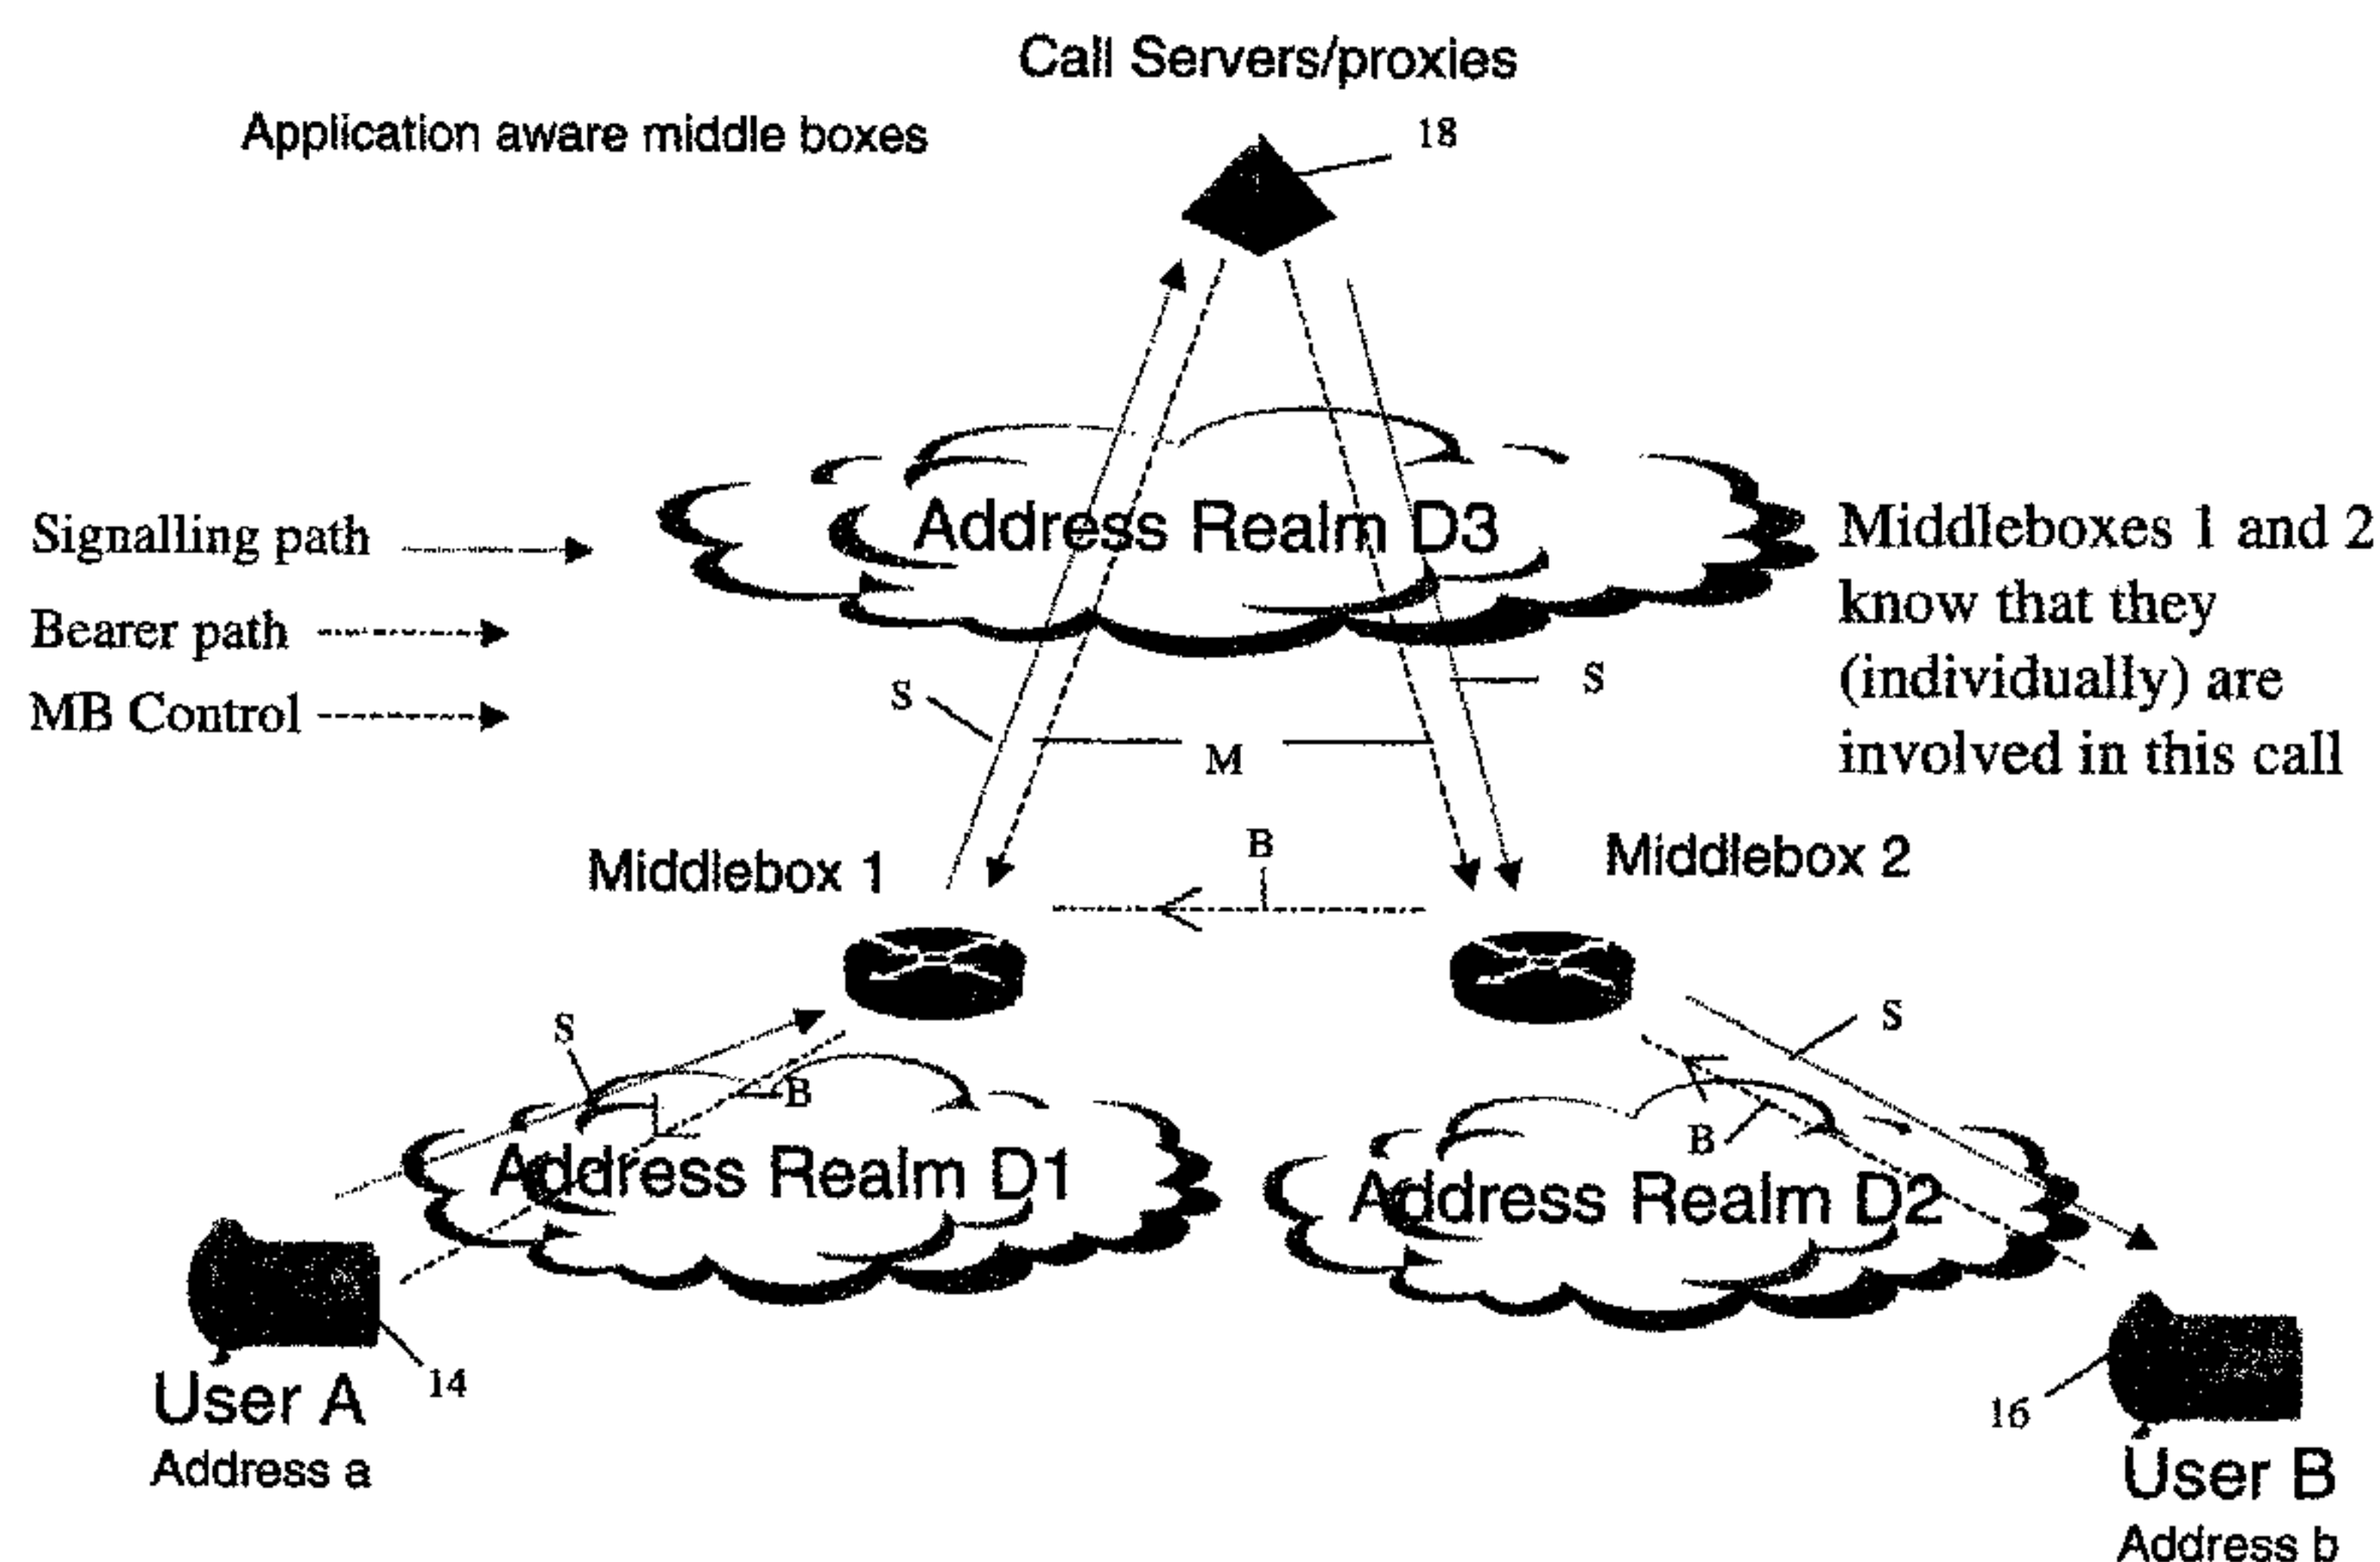 Call Servers/proxies
Application aware middle boxes
18
Address Realm D3
Signalling path
Bearer path
MB Control
Middleboxes 1 and 2
know that they
(individually) are
involved in this call
S
S
M
B
Middlebox 1
Middlebox 2
S
B
S
B
Address Realm D1
Address Realm D2
14
User A
Address a
16
User B
Address b